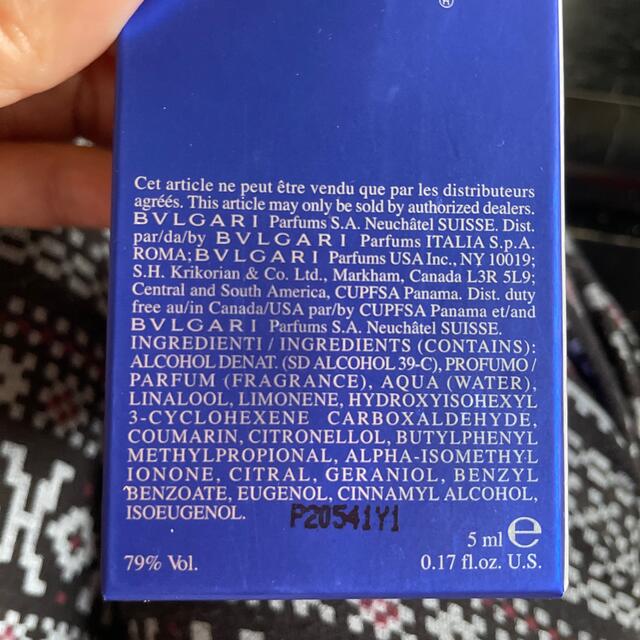 ®
Cet article ne peut être vendu que par les distributeurs
agréés. This article may only be sold by authorized dealers.
BVLGARI Parfums S.A. Neuchâtel SUISSE. Dist.
par/da/by BVLGARI Parfums ITALIA S.p.A.
ROMA; BVLGARI Parfums USA Inc., NY 10019;
S.H. Krikorian & Co. Ltd., Markham, Canada L3R 5L9;
Central and South America, CUPFSA Panama. Dist. duty
free au/in Canada/USA par/by CUPFSA Panama et/and
BVLGARI Parfums S.A. Neuchâtel SUISSE.
INGREDIENTI / INGREDIENTS (CONTAINS):
ALCOHOL DENAT. (SD ALCOHOL 39-C), PROFUMO /
PARFUM (FRAGRANCE), AQUA (WATER),
LINALOOL, LIMONENE, HYDROXYISOHEXYL
3-CYCLOHEXENE CARBOXALDEHYDE,
COUMARIN, CITRONELLOL, BUTYLPHENYL
METHYLPROPIONAL, ALPHA-ISOMETHYL
IONONE, CITRAL, GERANIOL, BENZYL
BENZOATE, EUGENOL, CINNAMYL ALCOHOL,
ISOEUGENOL. P20541Y1
5 ml ℮
79% Vol. 0.17 fl.oz. U.S.